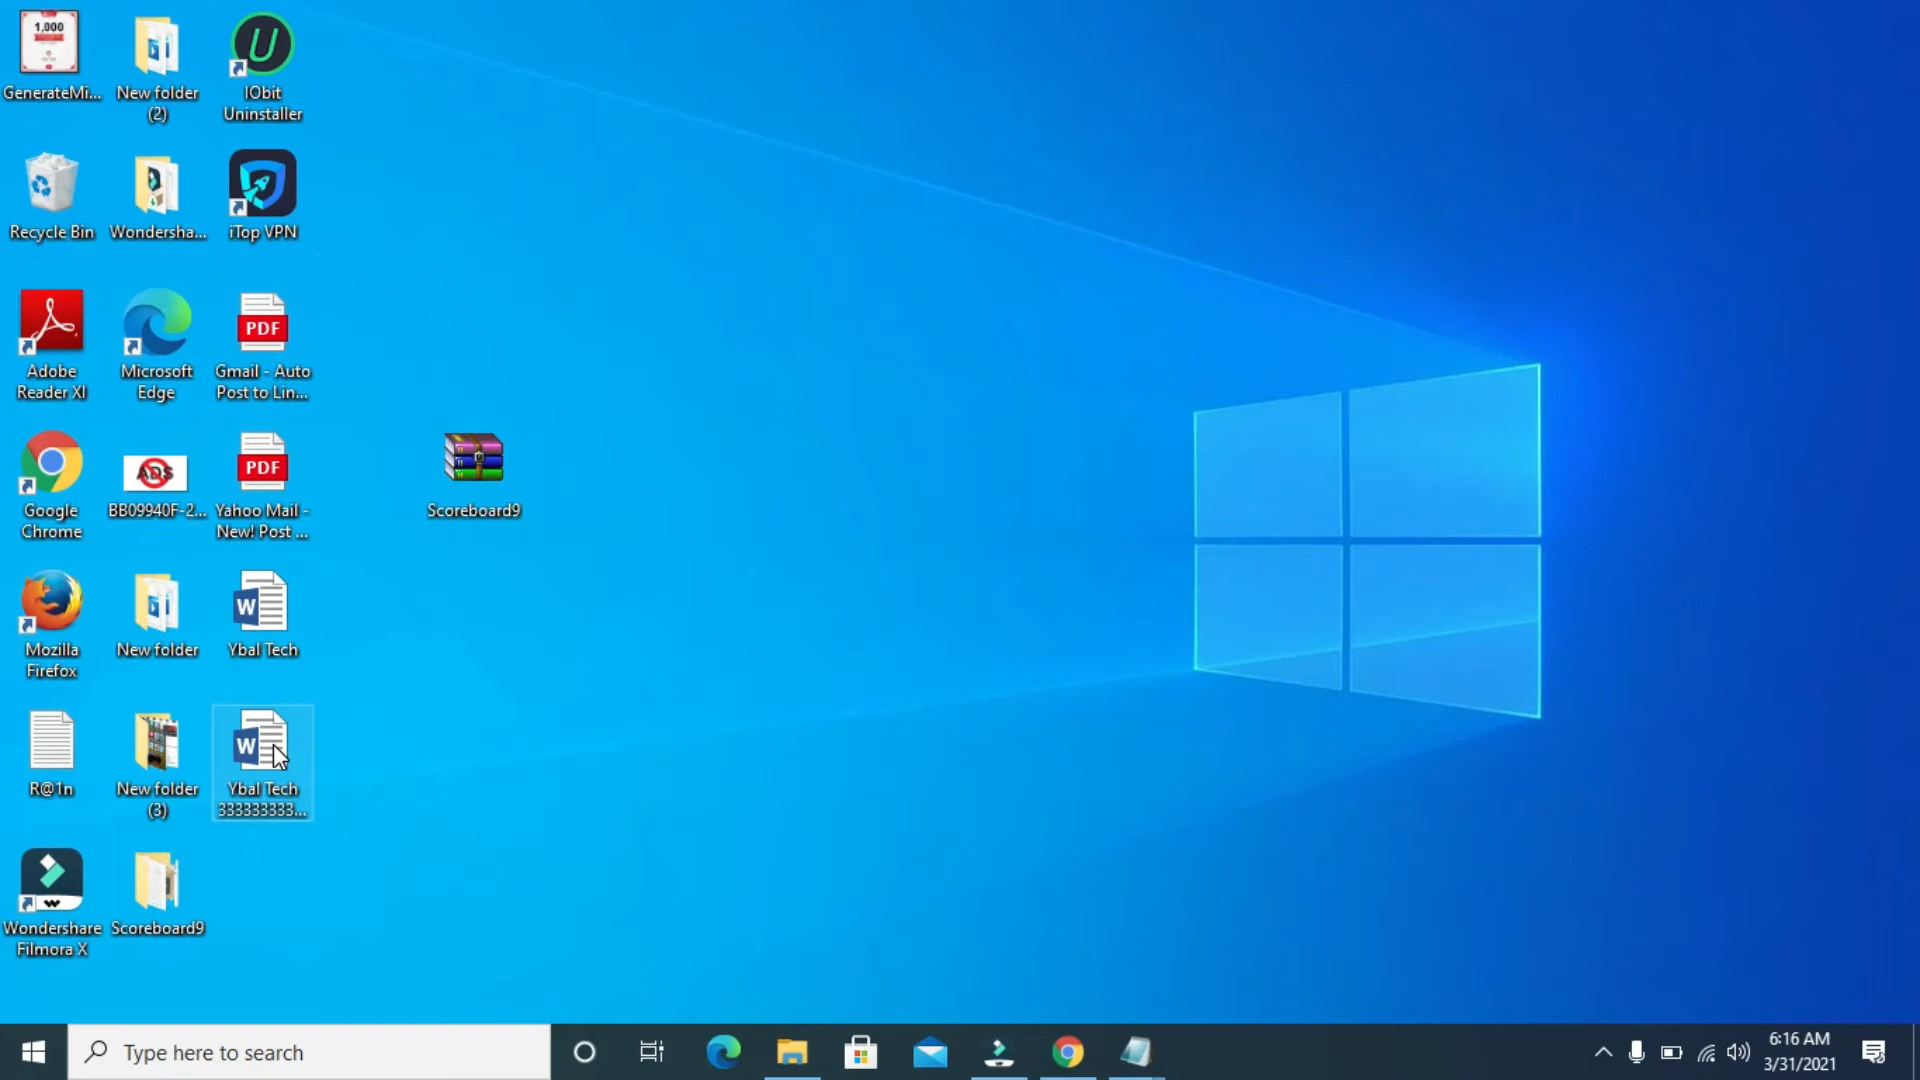 1,000
GenerateMi...
New folder
(2)
U
IObit
Uninstaller
Recycle Bin
Wondersha...
iTop VPN
Adobe
Reader XI
Microsoft
Edge
PDF
Gmail - Auto
Post to Lin...
Google
Chrome
ADS
BB09940F-2...
PDF
Yahoo Mail -
New! Post ...
Scoreboard9
Mozilla
Firefox
New folder
W
Ybal Tech
R@1n
New folder
(3)
W
Ybal Tech
333333333...
Wondershare
Filmora X
Scoreboard9
Type here to search
6:16 AM
3/31/2021